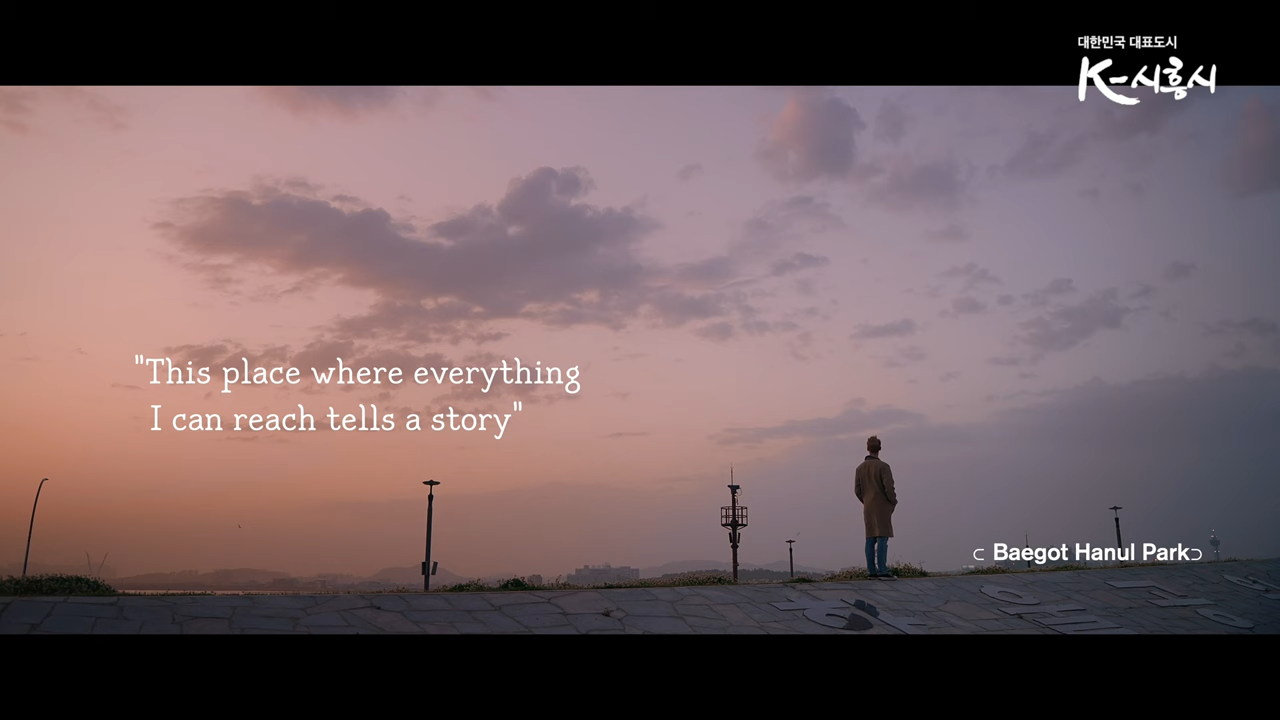 대한민국 대표도시
K-시흥시
"This place where everything
I can reach tells a story"
⊂ Baegot Hanul Park⊃